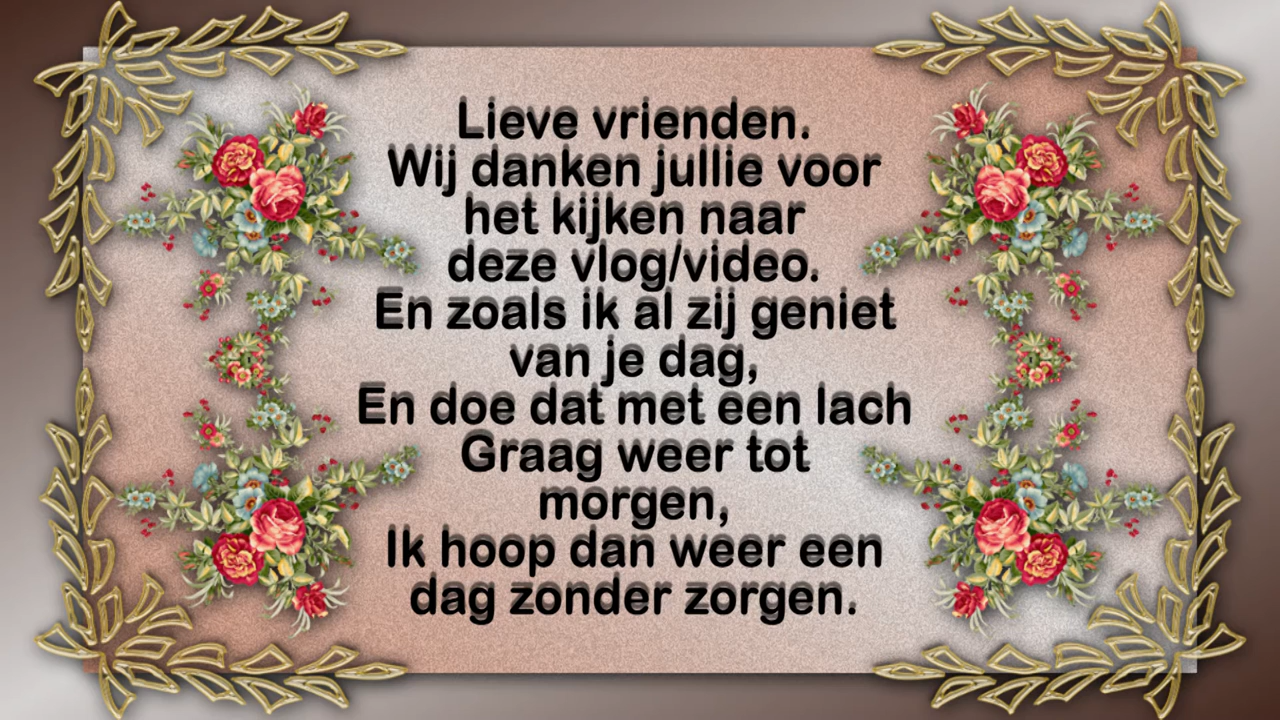 Lieve vrienden.
Wij danken jullie voor
het kijken naar
deze vlog/video.
En zoals ik al zij geniet
van je dag,
En doe dat met een lach
Graag weer tot
morgen,
Ik hoop dan weer een
dag zonder zorgen.